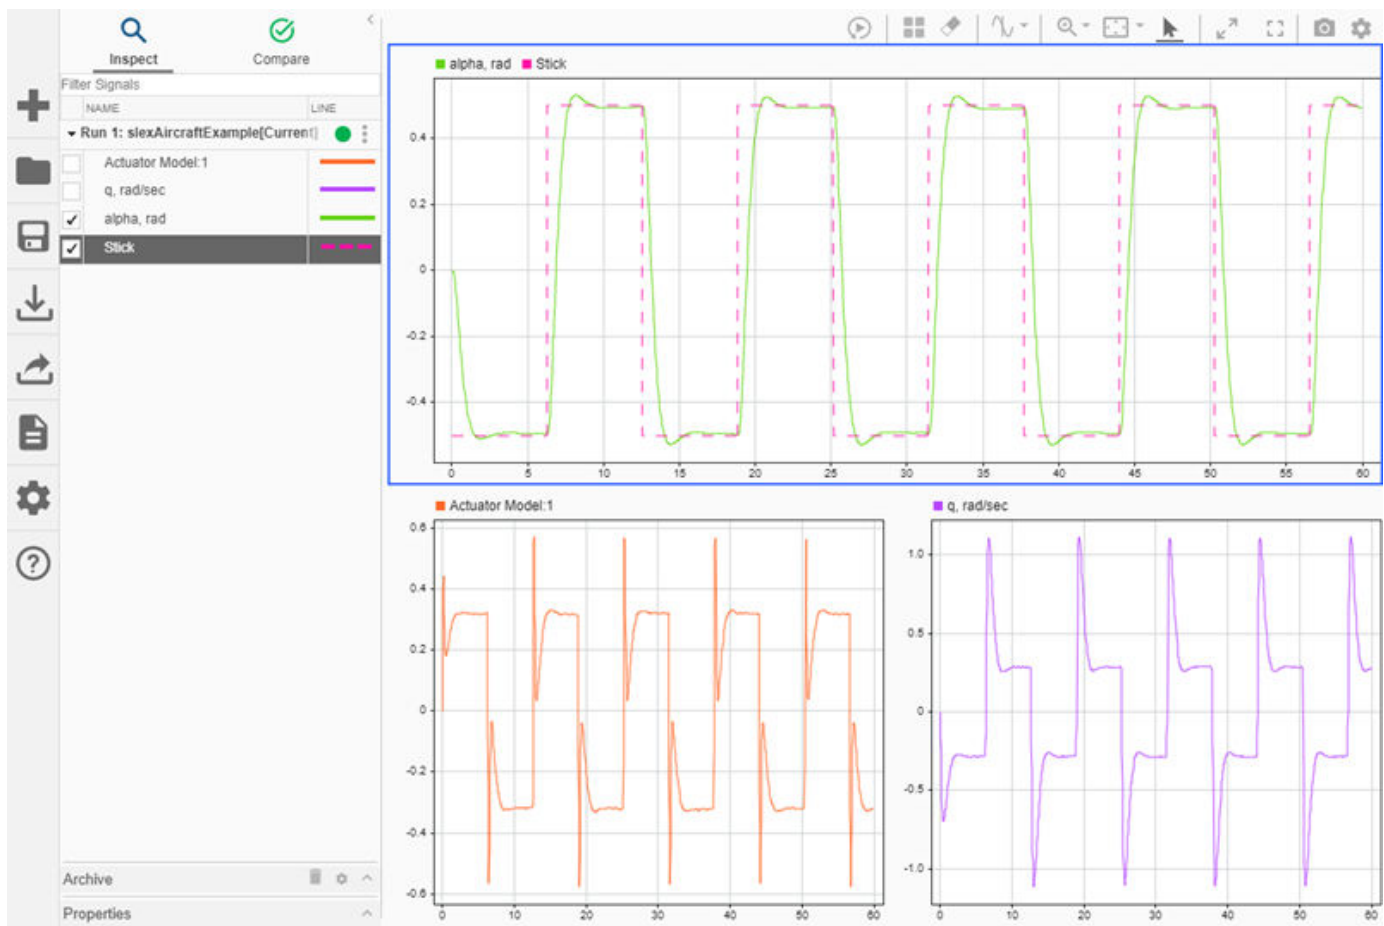 Inspect
Compare
Filter Signals
NAME
LINE
Run 1: slexAircraftExample[Current]
Actuator Model:1
q, rad/sec
alpha, rad
Stick
Archive
Properties
alpha, rad Stick
0.4
0.2
0
-0.2
-0.4
0 5 10 15 20 25 30 35 40 45 50 55 60
Actuator Model:1
0.6
0.4
0.2
0
-0.2
-0.4
-0.6
0 10 20 30 40 50 60
q, rad/sec
1.0
0.5
0
-0.5
-1.0
0 10 20 30 40 50 60